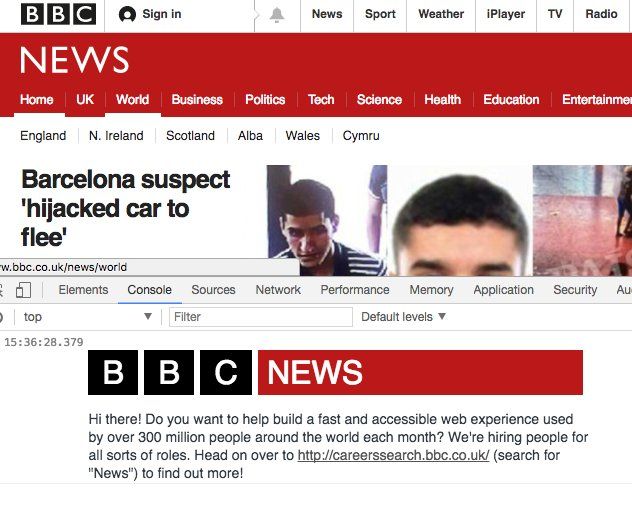 BBC Sign in News Sport Weather iPlayer TV Radio
NEWS
Home UK World Business Politics Tech Science Health Education Entertainme
England N. Ireland Scotland Alba Wales Cymru
Barcelona suspect
'hijacked car to
flee'
w.bbc.co.uk/news/world
Elements Console Sources Network Performance Memory Application Security Au
top Filter Default levels
15:36:28.379
BBC NEWS
Hi there! Do you want to help build a fast and accessible web experience used
by over 300 million people around the world each month? We're hiring people for
all sorts of roles. Head on over to http://careerssearch.bbc.co.uk/ (search for
"News") to find out more!